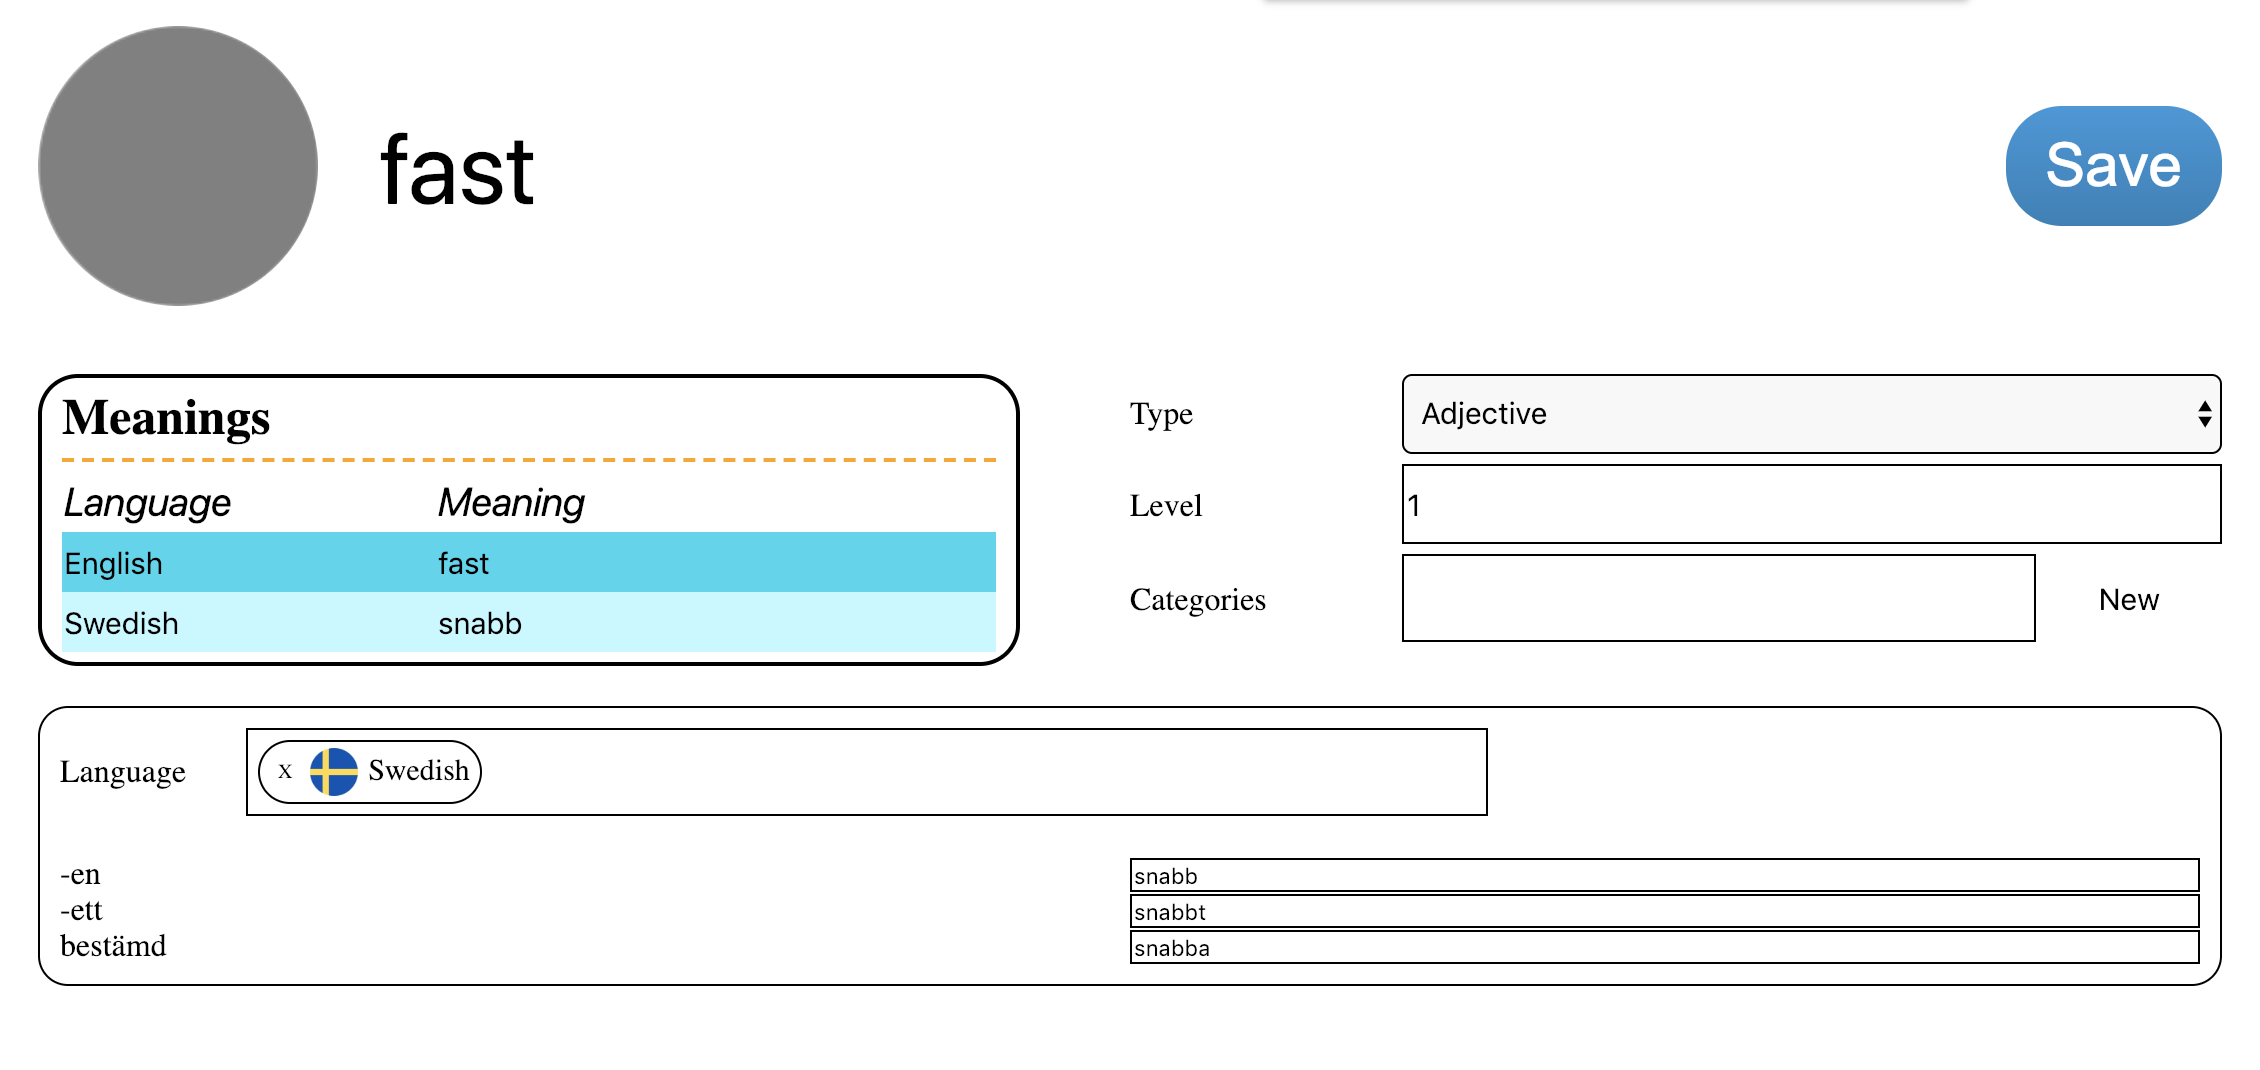 fast
Save
Meanings
Language Meaning
English fast
Swedish snabb
Type Adjective
Level 1
Categories New
Language x Swedish
-en snabb
-ett snabbt
bestämd snabba